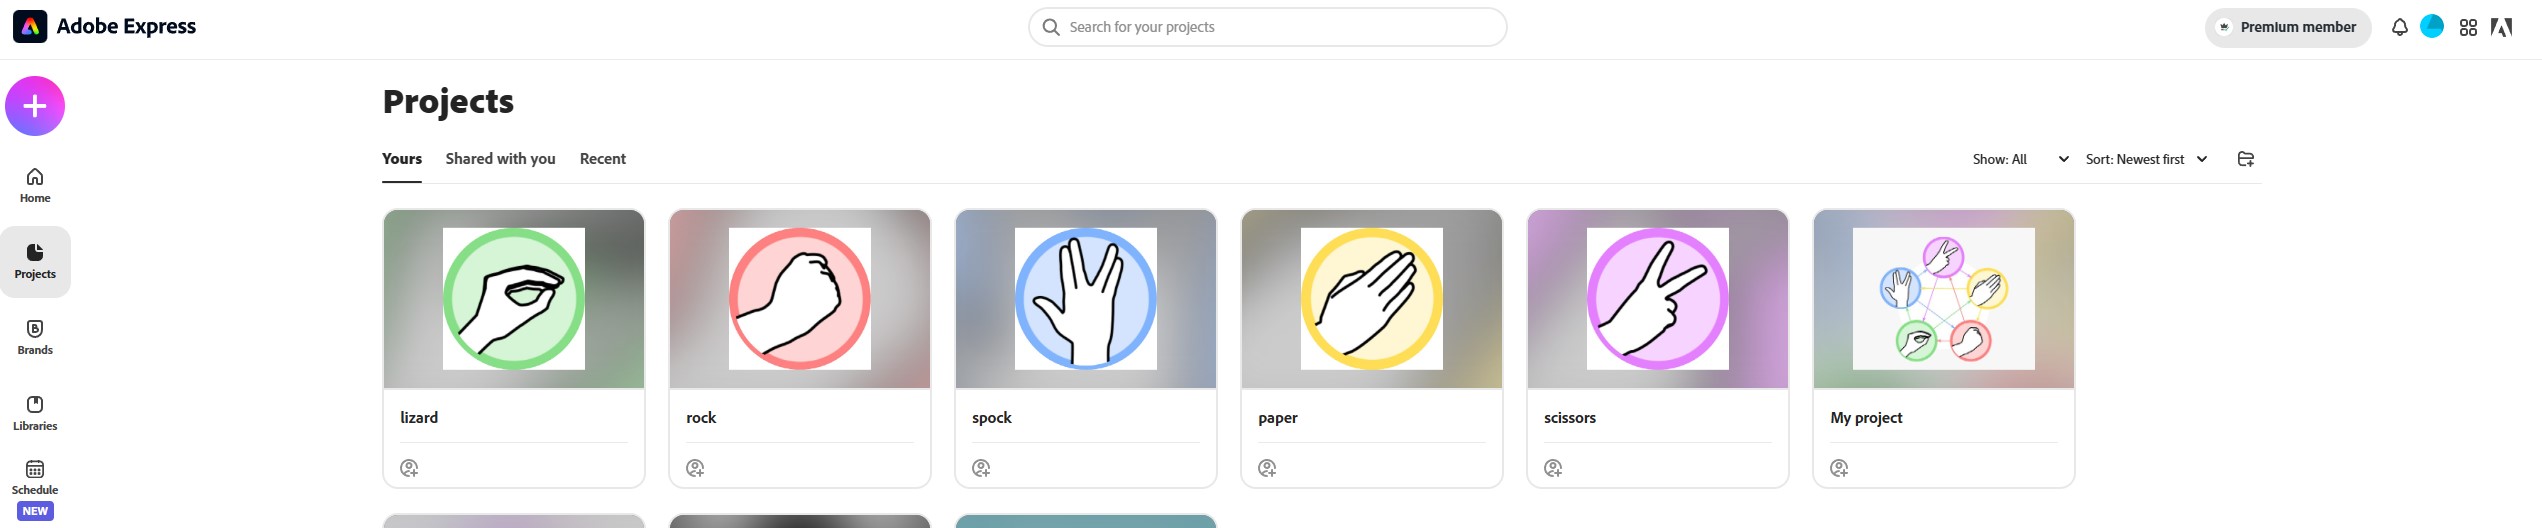 Adobe Express
Search for your projects
Premium member
Projects
Yours
Shared with you
Recent
Show: All
Sort: Newest first
Home
Projects
Brands
Libraries
Schedule
NEW
lizard
rock
spock
paper
scissors
My project